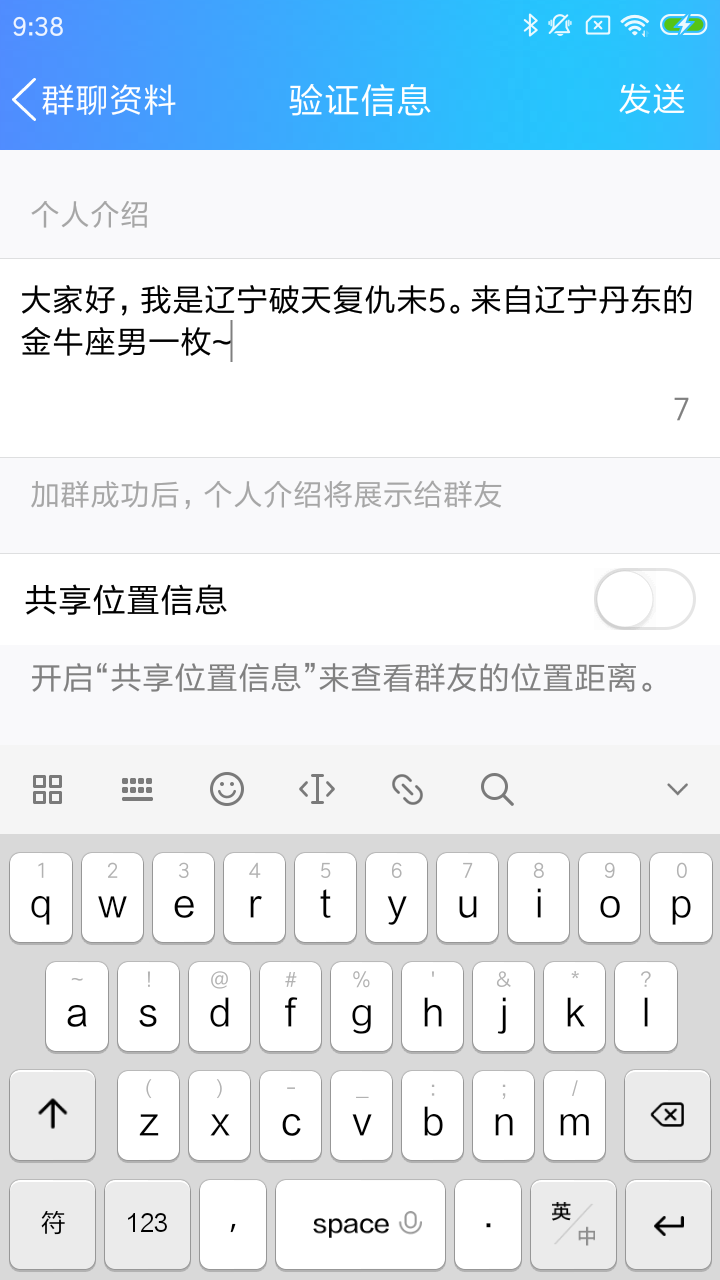 9:38
群聊资料 验证信息 发送
个人介绍
大家好，我是辽宁破天复仇未5。来自辽宁丹东的
金牛座男一枚~
7
加群成功后，个人介绍将展示给群友
共享位置信息
开启“共享位置信息”来查看群友的位置距离。
1 2 3 4 5 6 7 8 9 0
q w e r t y u i o p
~ ! @ # % ' & * ?
a s d f g h j k l
( ) - _ : ; /
z x c v b n m
符 123 , space . 英/中